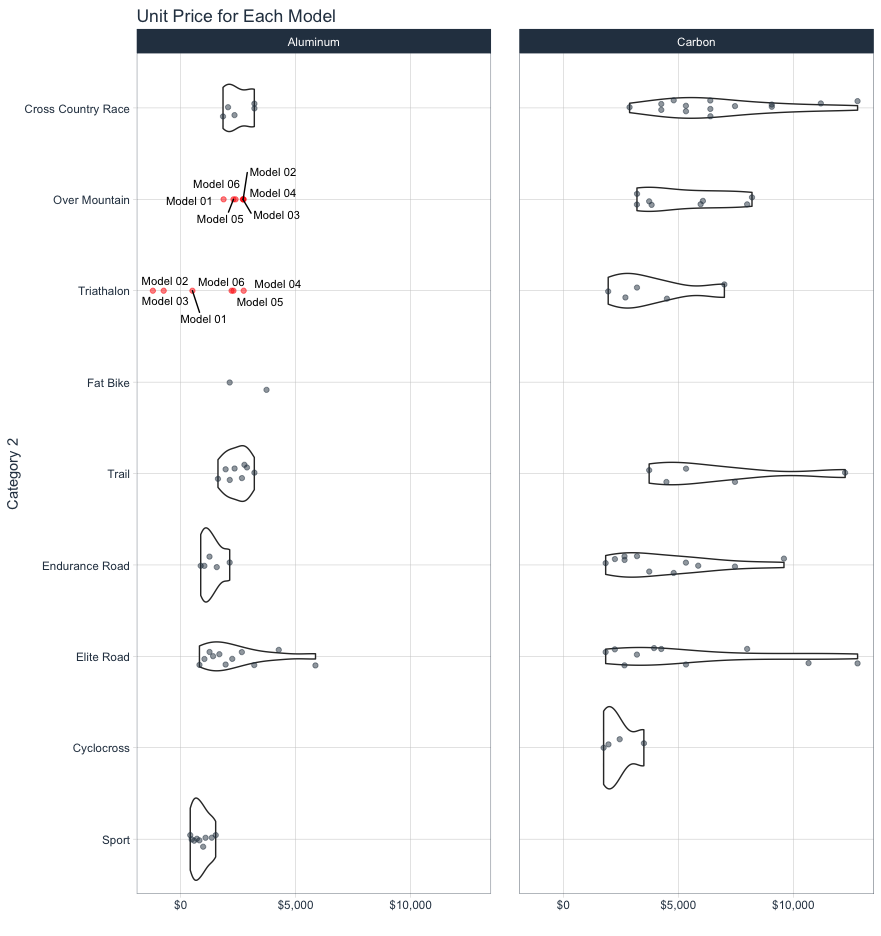 Unit Price for Each Model
Aluminum
Carbon
Category 2
Cross Country Race
Over Mountain
Triathalon
Fat Bike
Trail
Endurance Road
Elite Road
Cyclocross
Sport
Model 02
Model 06
Model 04
Model 01
Model 05
Model 03
Model 02
Model 06
Model 04
Model 03
Model 05
Model 01
$0
$5,000
$10,000
$0
$5,000
$10,000